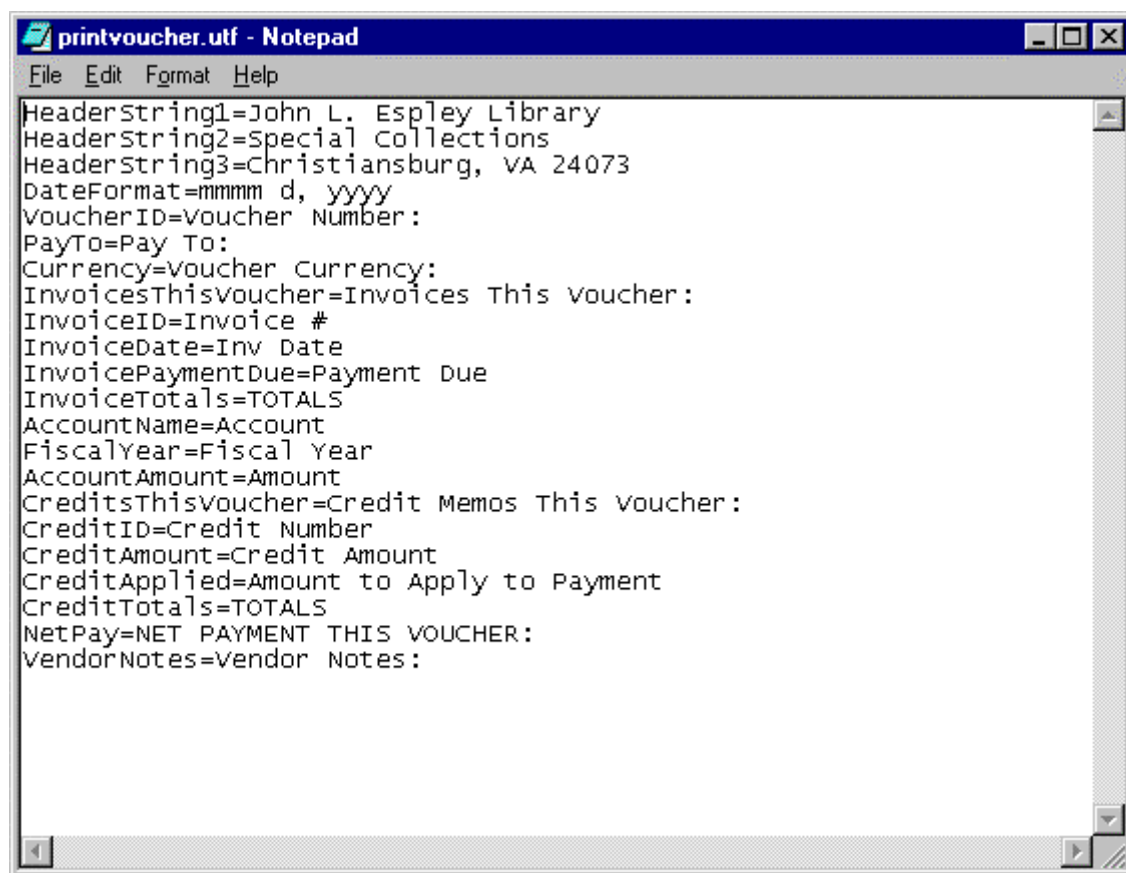 printvoucher.utf - Notepad
File Edit Format Help
HeaderString1=John L. Espley Library
HeaderString2=Special Collections
HeaderString3=Christiansburg, VA 24073
DateFormat=mmmm d, yyyy
VoucherID=Voucher Number:
PayTo=Pay To:
Currency=Voucher Currency:
InvoicesThisVoucher=Invoices This Voucher:
InvoiceID=Invoice #
InvoiceDate=Inv Date
InvoicePaymentDue=Payment Due
InvoiceTotals=TOTALS
AccountName=Account
FiscalYear=Fiscal Year
AccountAmount=Amount
CreditsThisVoucher=Credit Memos This Voucher:
CreditID=Credit Number
CreditAmount=Credit Amount
CreditApplied=Amount to Apply to Payment
CreditTotals=TOTALS
NetPay=NET PAYMENT THIS VOUCHER:
VendorNotes=Vendor Notes: